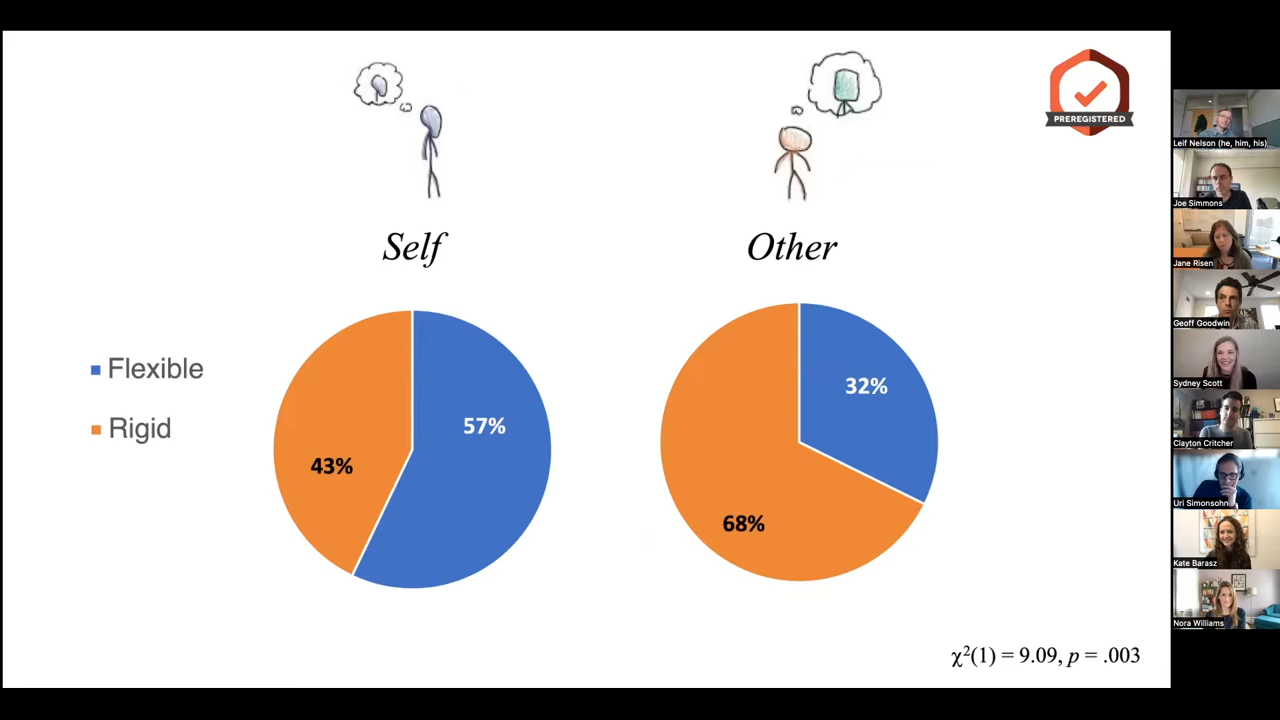 PREREGISTERED
Self
Other
Flexible
Rigid
57%
43%
32%
68%
χ²(1) = 9.09, p = .003
Leif Nelson (he, him, his)
Joe Simmons
Jane Risen
Geoff Goodwin
Sydney Scott
Clayton Critcher
Uri Simonsohn
Kate Barasz
Nora Williams